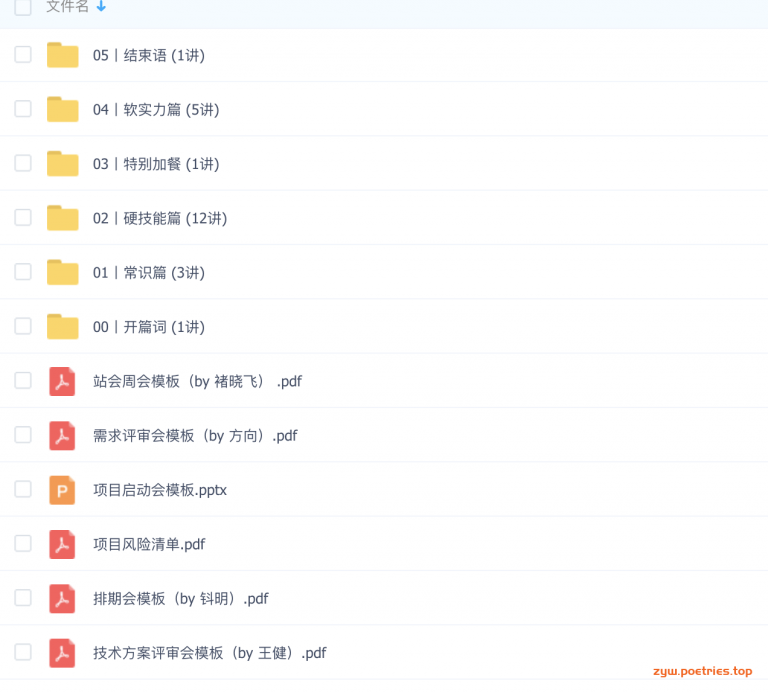 文件名
05丨结束语 (1讲)
04丨软实力篇 (5讲)
03丨特别加餐 (1讲)
02丨硬技能篇 (12讲)
01丨常识篇 (3讲)
00丨开篇词 (1讲)
站会周会模板（by 褚晓飞） .pdf
需求评审会模板（by 方向）.pdf
项目启动会模板.pptx
项目风险清单.pdf
排期会模板（by 钭明）.pdf
技术方案评审会模板（by 王健）.pdf
zyw.poetries.top